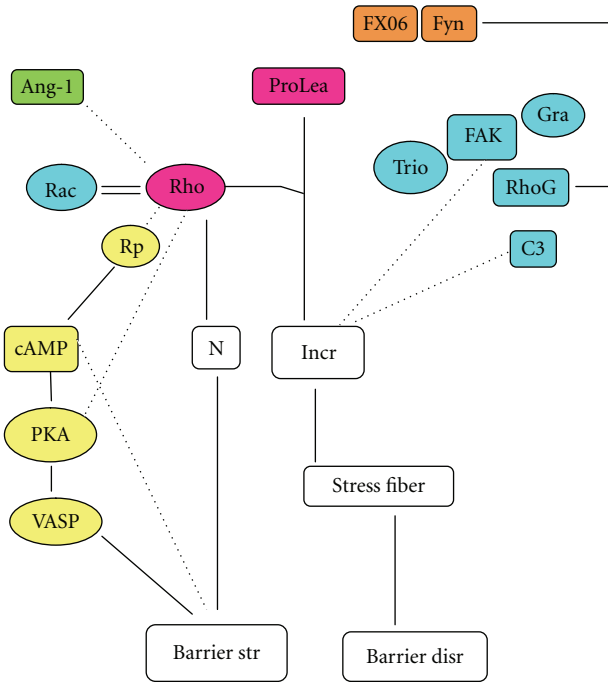 FX06
Fyn
Ang-1
ProLea
Gra
FAK
Trio
Rac
Rho
RhoG
Rp
C3
cAMP
N
Incr
PKA
Stress fiber
VASP
Barrier str
Barrier disr